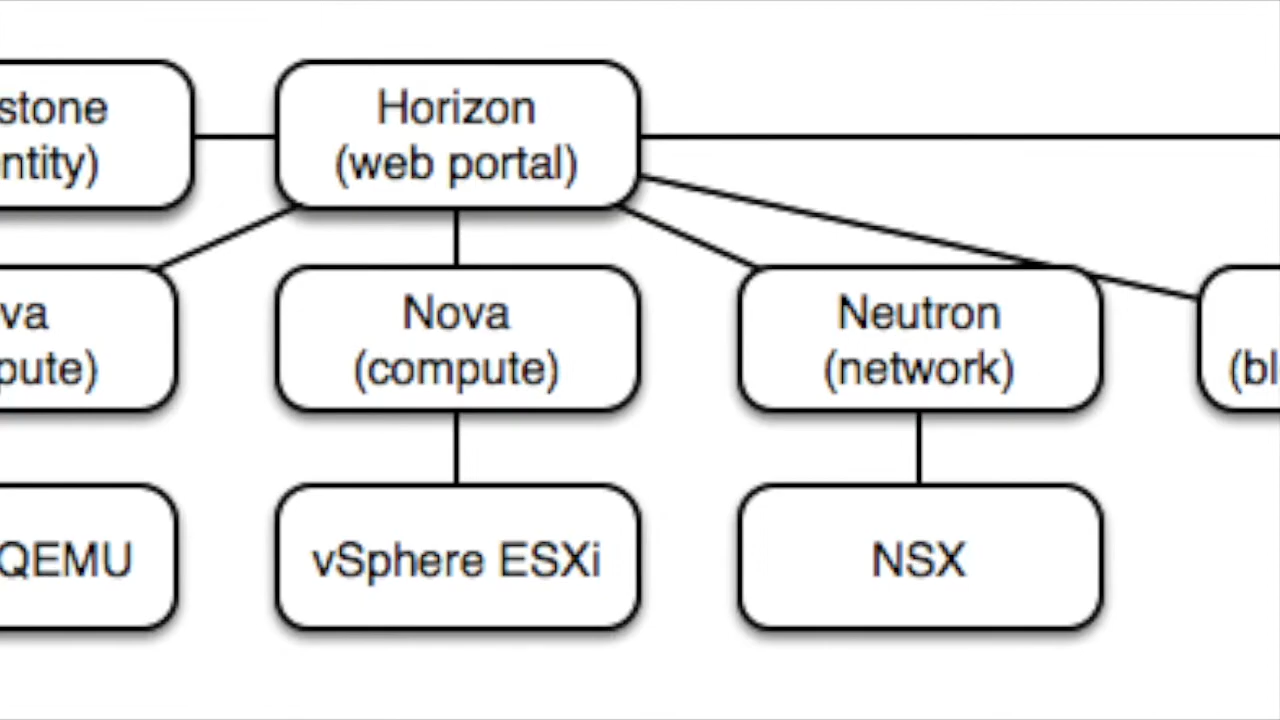 stone
ntity)
Horizon
(web portal)
va
pute)
Nova
(compute)
Neutron
(network)
(bl
QEMU
vSphere ESXi
NSX